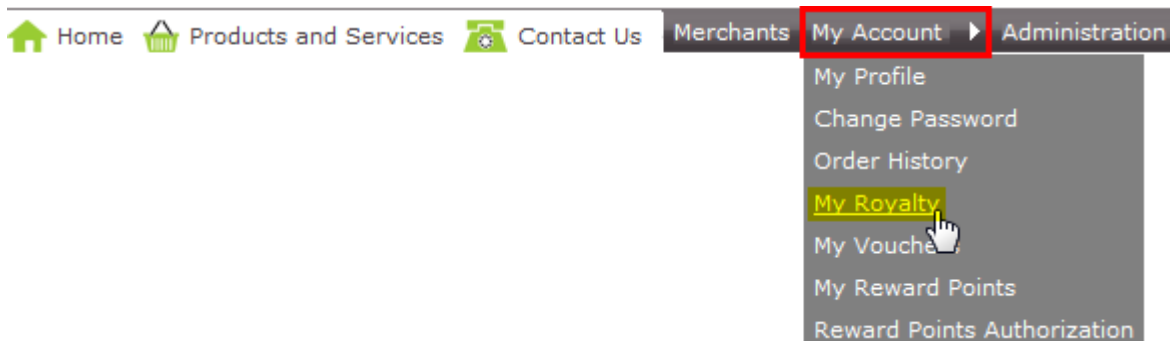 Home Products and Services Contact Us Merchants My Account Administration
My Profile
Change Password
Order History
My Royalty
My
My Reward Points
Reward Points Authorization